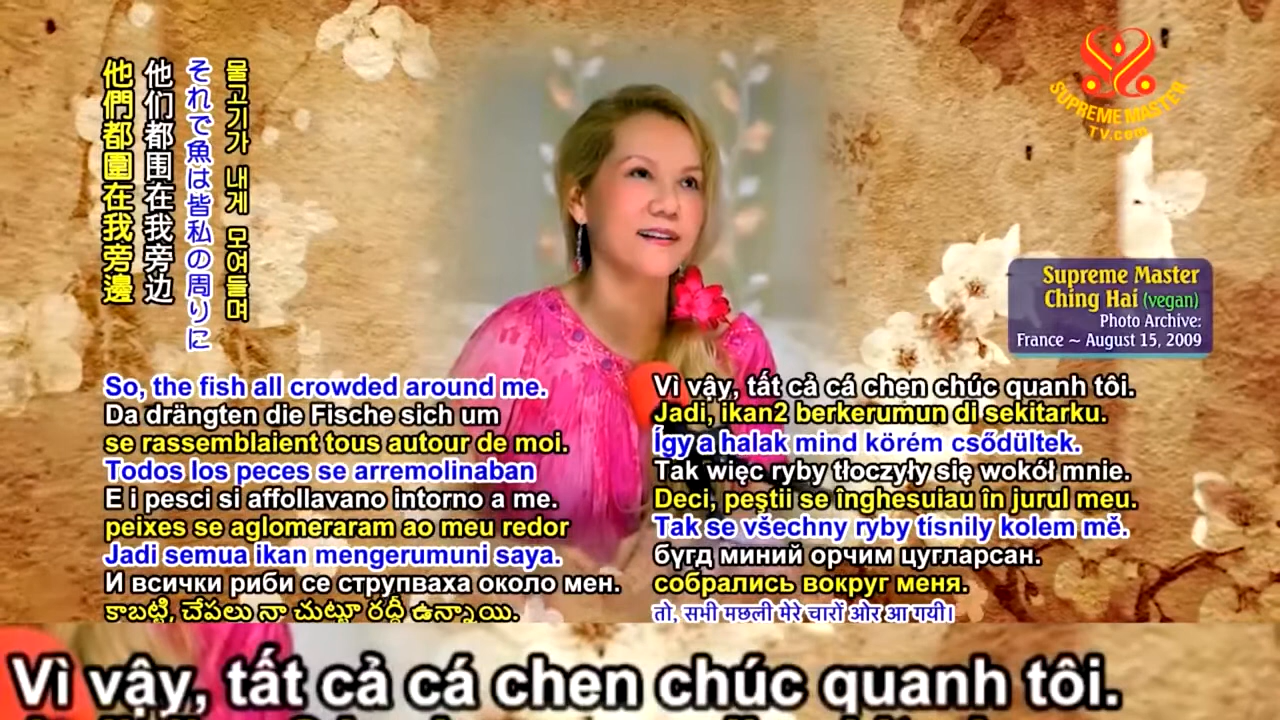 他們都圍在我旁邊
他们都围在我旁边
それで魚は皆私の周りに
물고기가 내게 모여들며
SUPREME MASTER
TV.com
Supreme Master
Ching Hai (vegan)
Photo Archive:
France ~ August 15, 2009
So, the fish all crowded around me.
Da drängten die Fische sich um
se rassemblaient tous autour de moi.
Todos los peces se arremolinaban
E i pesci si affollavano intorno a me.
peixes se aglomeraram ao meu redor
Jadi semua ikan mengerumuni saya.
И всички риби се струпваха около мен.
కాబట్టి, చేపలు నా చుట్టూ రద్దీ ఉన్నాయి.
Vì vậy, tất cả cá chen chúc quanh tôi.
Jadi, ikan2 berkerumun di sekitarku.
Így a halak mind körém csődültek.
Tak więc ryby tłoczyły się wokół mnie.
Deci, peştii se înghesuiau în jurul meu.
Tak se všechny ryby tísnily kolem mě.
бүгд миний орчим цугларсан.
собрались вокруг меня.
तो, सभी मछली मेरे चारों ओर आ गयी।
Vì vậy, tất cả cá chen chúc quanh tôi.